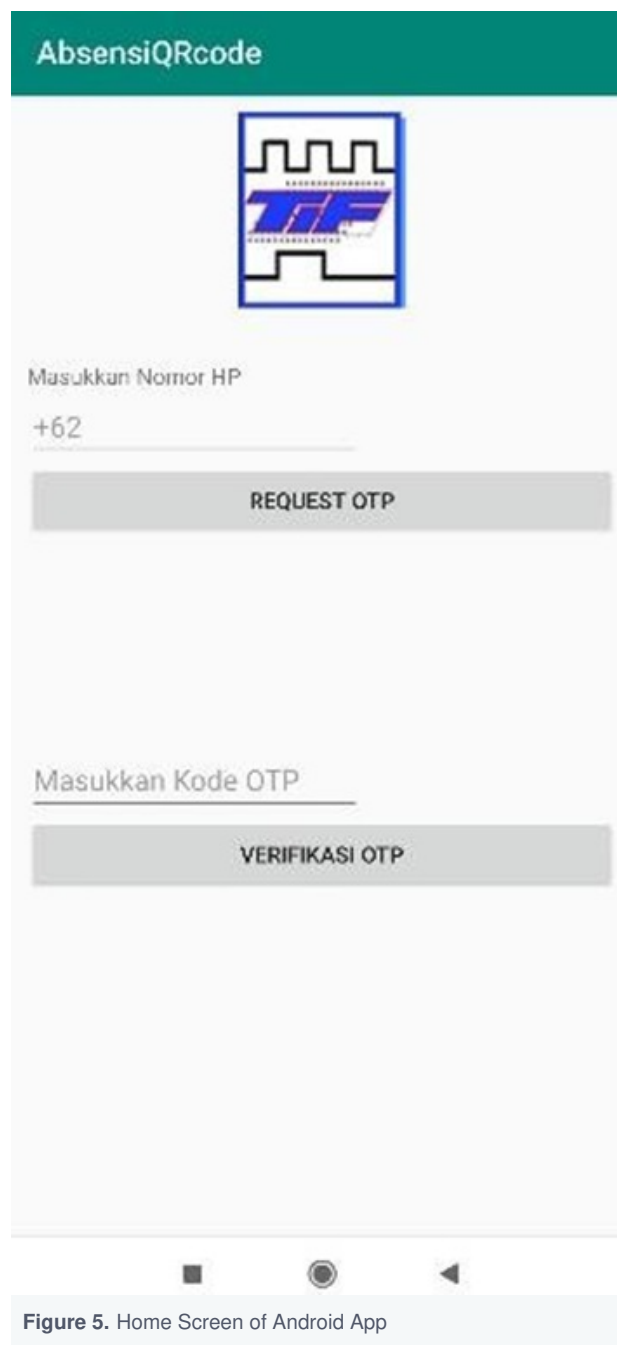 AbsensiQRcode
TiF
Masukkan Nomor HP
+62
REQUEST OTP
Masukkan Kode OTP
VERIFIKASI OTP
Figure 5. Home Screen of Android App